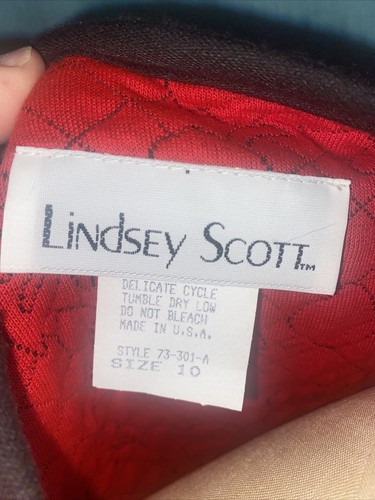 Lindsey Scott™
DELICATE CYCLE
TUMBLE DRY LOW
DO NOT BLEACH
MADE IN U.S.A.
STYLE 73-301-A
SIZE 10